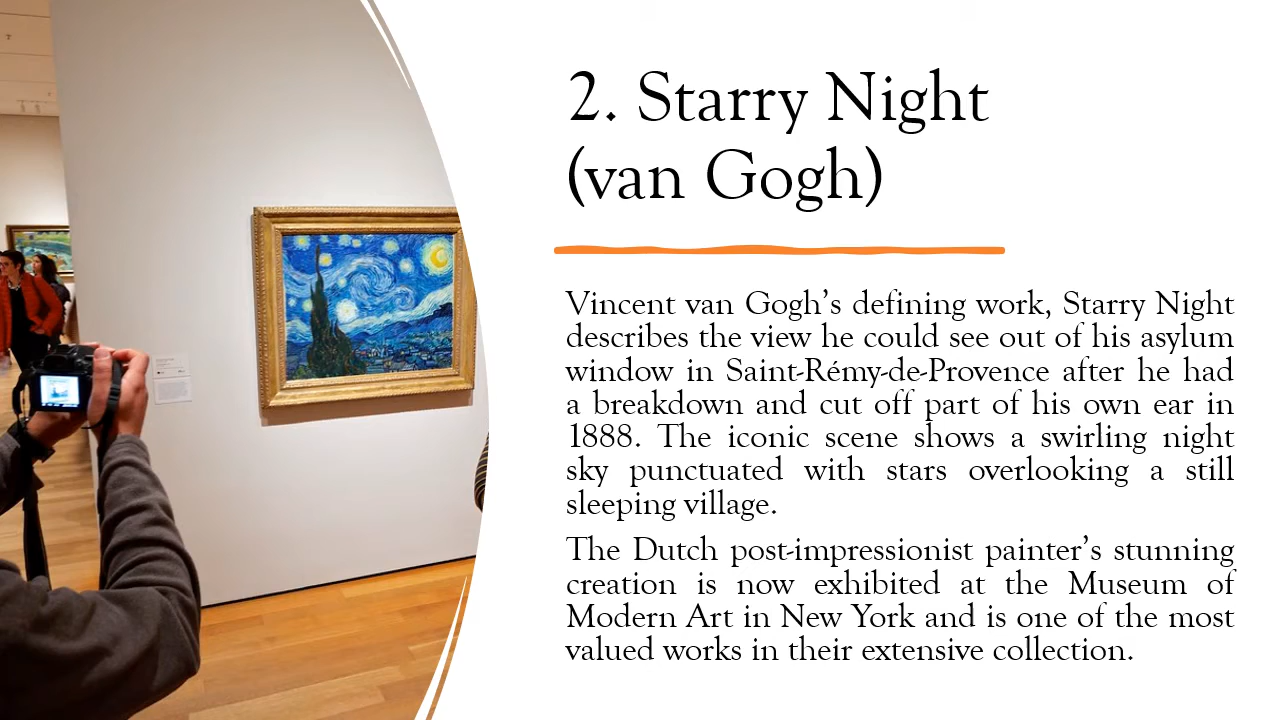 2. Starry Night
(van Gogh)
Vincent van Gogh’s defining work, Starry Night
describes the view he could see out of his asylum
window in Saint-Rémy-de-Provence after he had
a breakdown and cut off part of his own ear in
1888. The iconic scene shows a swirling night
sky punctuated with stars overlooking a still
sleeping village.
The Dutch post-impressionist painter’s stunning
creation is now exhibited at the Museum of
Modern Art in New York and is one of the most
valued works in their extensive collection.